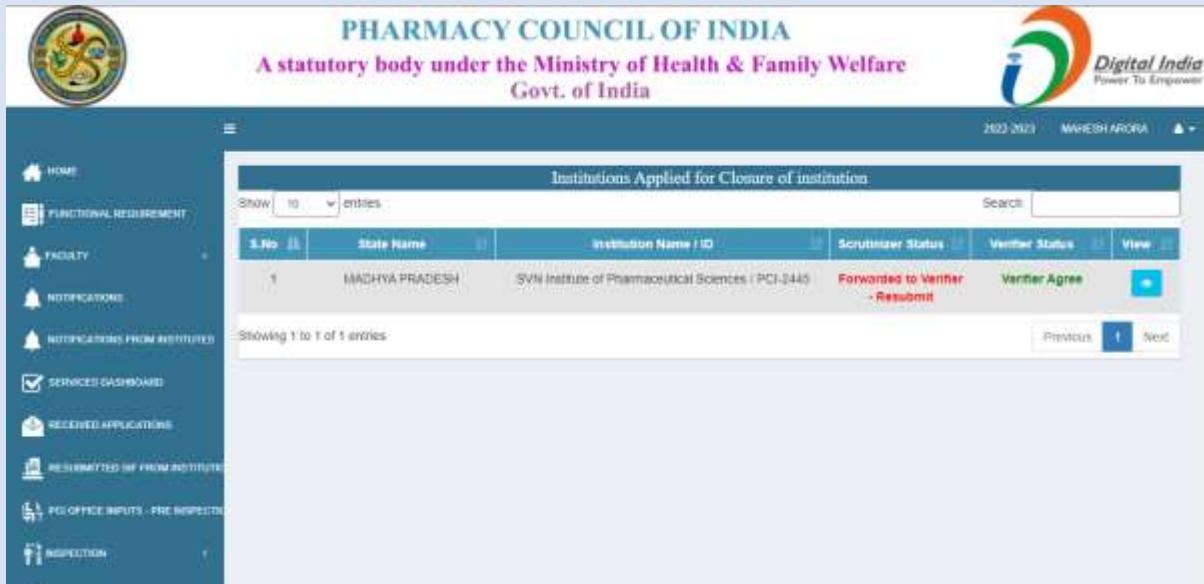 PHARMACY COUNCIL OF INDIA
A statutory body under the Ministry of Health & Family Welfare
Govt. of India
Digital India
Power To Empower
2022-2023 MAHESH ARORA
HOME
FUNCTIONAL REQUIREMENT
FACULTY
NOTIFICATIONS
NOTIFICATIONS FROM INSTITUTES
SERVICES DASHBOARD
RECEIVED APPLICATIONS
RESUBMITTED SIF FROM INSTITUTIO
PCI OFFICE INPUTS - PRE INSPECTIO
INSPECTION
Institutions Applied for Closure of institution
Show 10 entries Search:
S.No State Name Institution Name / ID Scrutinizer Status Verifier Status View
1 MADHYA PRADESH SVN Institute of Pharmaceutical Sciences / Forwarded to Verifier Verifier Agree
- Resubmit
Showing 1 to 1 of 1 entries Previous 1 Next